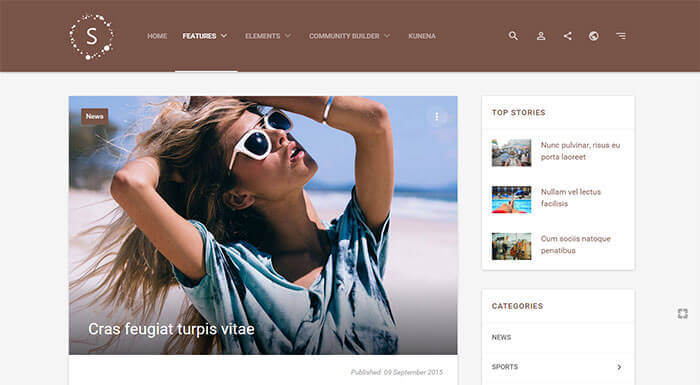 S
HOME FEATURES ELEMENTS COMMUNITY BUILDER KUNENA
News
Cras feugiat turpis vitae
Published: 09 September 2015
TOP STORIES
Nunc pulvinar, risus eu
porta laoreet
Nullam vel lectus
facilisis
Cum sociis natoque
penatibus
CATEGORIES
NEWS
SPORTS